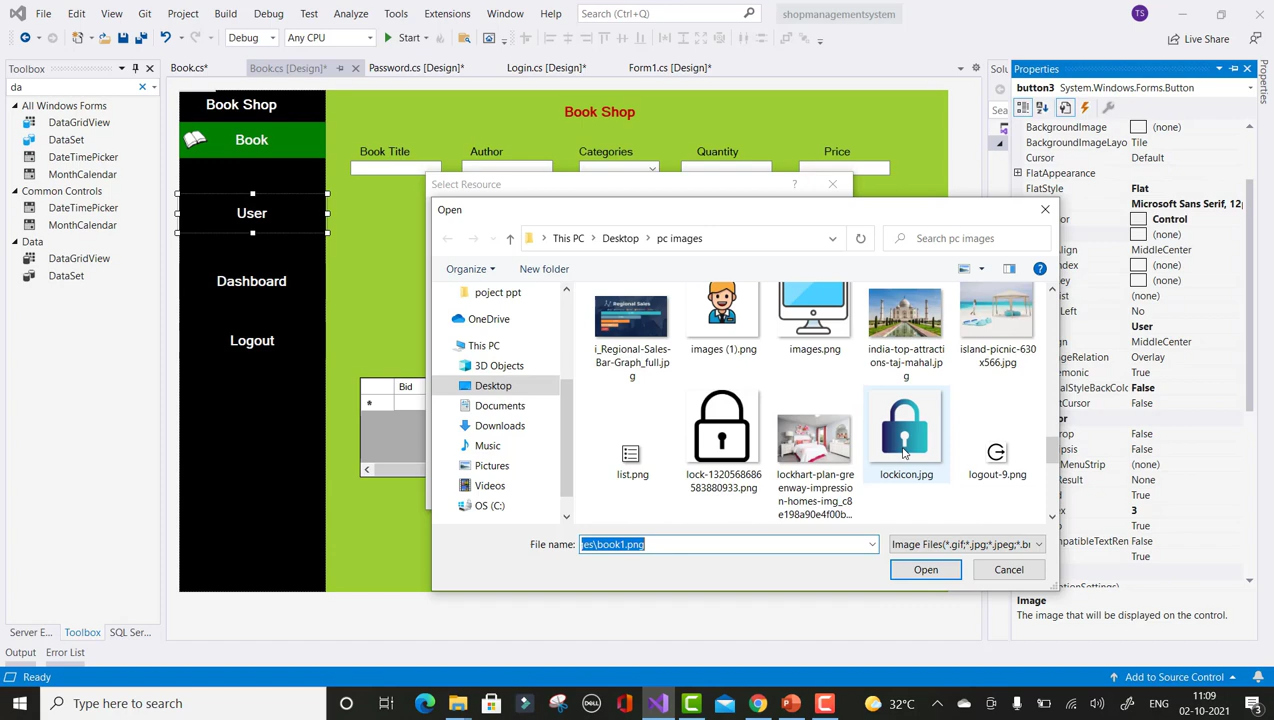 File
Edit
View
Git
Project
Build
Debug
Test
Analyze
Tools
Extensions
Window
Help
Search (Ctrl+Q)
shopmanagementsystem
TS
Debug
Any CPU
Start
Live Share
Toolbox
da
All Windows Forms
DataGridView
DataSet
DateTimePicker
MonthCalendar
Common Controls
DateTimePicker
MonthCalendar
Data
DataGridView
DataSet
Book.cs*
Book.cs [Design]*
Password.cs [Design]*
Login.cs [Design]*
Form1.cs [Design]*
Book Shop
Book
User
Dashboard
Logout
Book Shop
Book Title
Author
Categories
Quantity
Price
Bid
Select Resource
?
Open
This PC
Desktop
pc images
Search pc images
Organize
New folder
poject ppt
OneDrive
This PC
3D Objects
Desktop
Documents
Downloads
Music
Pictures
Videos
OS (C:)
i_Regional-Sales-
Bar-Graph_full.jp
g
images (1).png
images.png
india-top-attracti
ons-taj-mahal.jp
g
island-picnic-630
x566.jpg
list.png
lock-1320568686
583880933.png
lockhart-plan-gre
enway-impressio
n-homes-img_c8
e198a90e4f00b...
lockicon.jpg
logout-9.png
File name:
es\book1.png
Image Files(*.gif;*.jpg;*.jpeg;*.br
Open
Cancel
Solu
Sea
Properties
button3 System.Windows.Forms.Button
BackgroundImage
(none)
BackgroundImageLayo
Tile
Cursor
Default
FlatAppearance
FlatStyle
Flat
Microsoft Sans Serif, 12p
Control
(none)
MiddleCenter
(none)
(none)
No
User
MiddleCenter
Overlay
False
False
False
False
False
True
3
True
True
Image
The image that will be displayed on the control.
Properties
Server E...
Toolbox
SQL Ser...
Output
Error List
Ready
Add to Source Control
Type here to search
DELL
32°C
11:09
02-10-2021
3